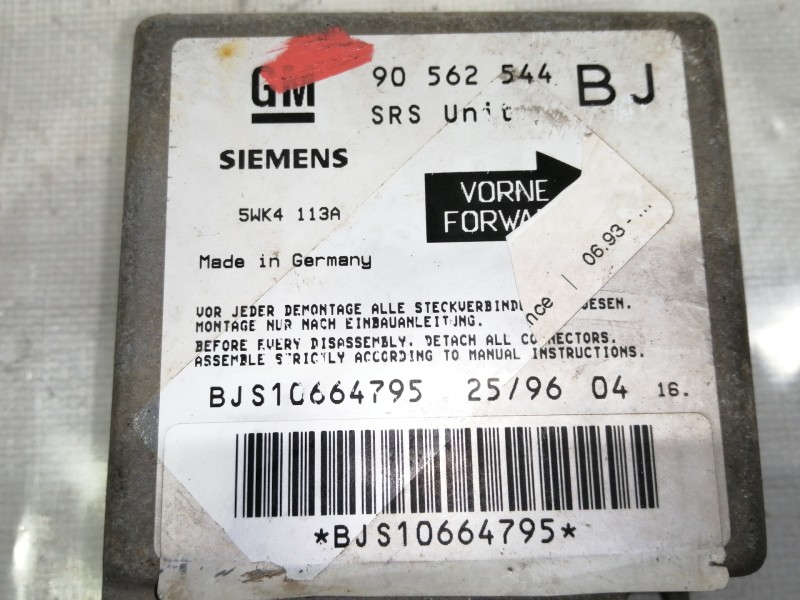 GM 90 562 544 BJ
SRS Unit
SIEMENS
VORNE
5WK4 113A
06.93 - ...
Made in Germany
nce |
VOR JEDER DEMONTAGE ALLE
MONTAGE NUR NACH EINBAUANLEITUNG.
BEFORE EVERY DISASSEMBLY. DETACH ALL
ASSEMBLE STRICTLY ACCORDING TO MANUAL INSTRUCTIONS.
BJS10664795 25/96 04 16.
*BJS10664795*